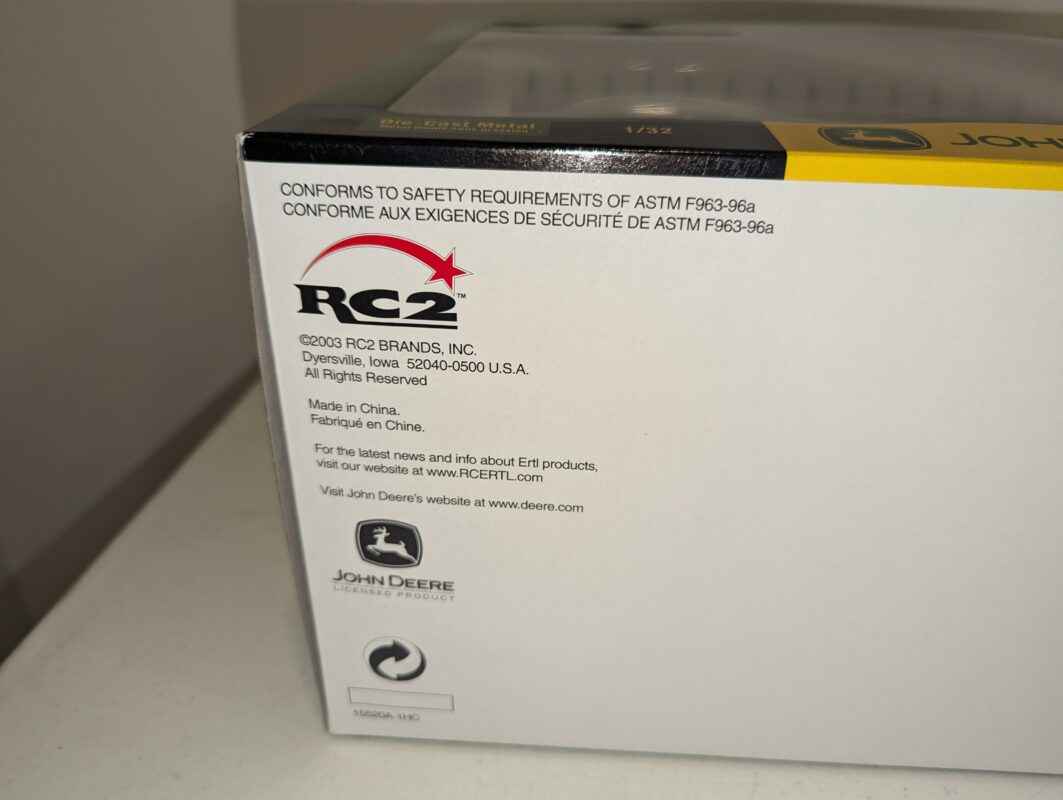 Die-Cast Metal
1/32
JOH
CONFORMS TO SAFETY REQUIREMENTS OF ASTM F963-96a
CONFORME AUX EXIGENCES DE SÉCURITÉ DE ASTM F963-96a
RC2™
©2003 RC2 BRANDS, INC.
Dyersville, Iowa 52040-0500 U.S.A.
All Rights Reserved
Made in China.
Fabriqué en Chine.
For the latest news and info about Ertl products,
visit our website at www.RCERTL.com
Visit John Deere's website at www.deere.com
JOHN DEERE
LICENSED PRODUCT